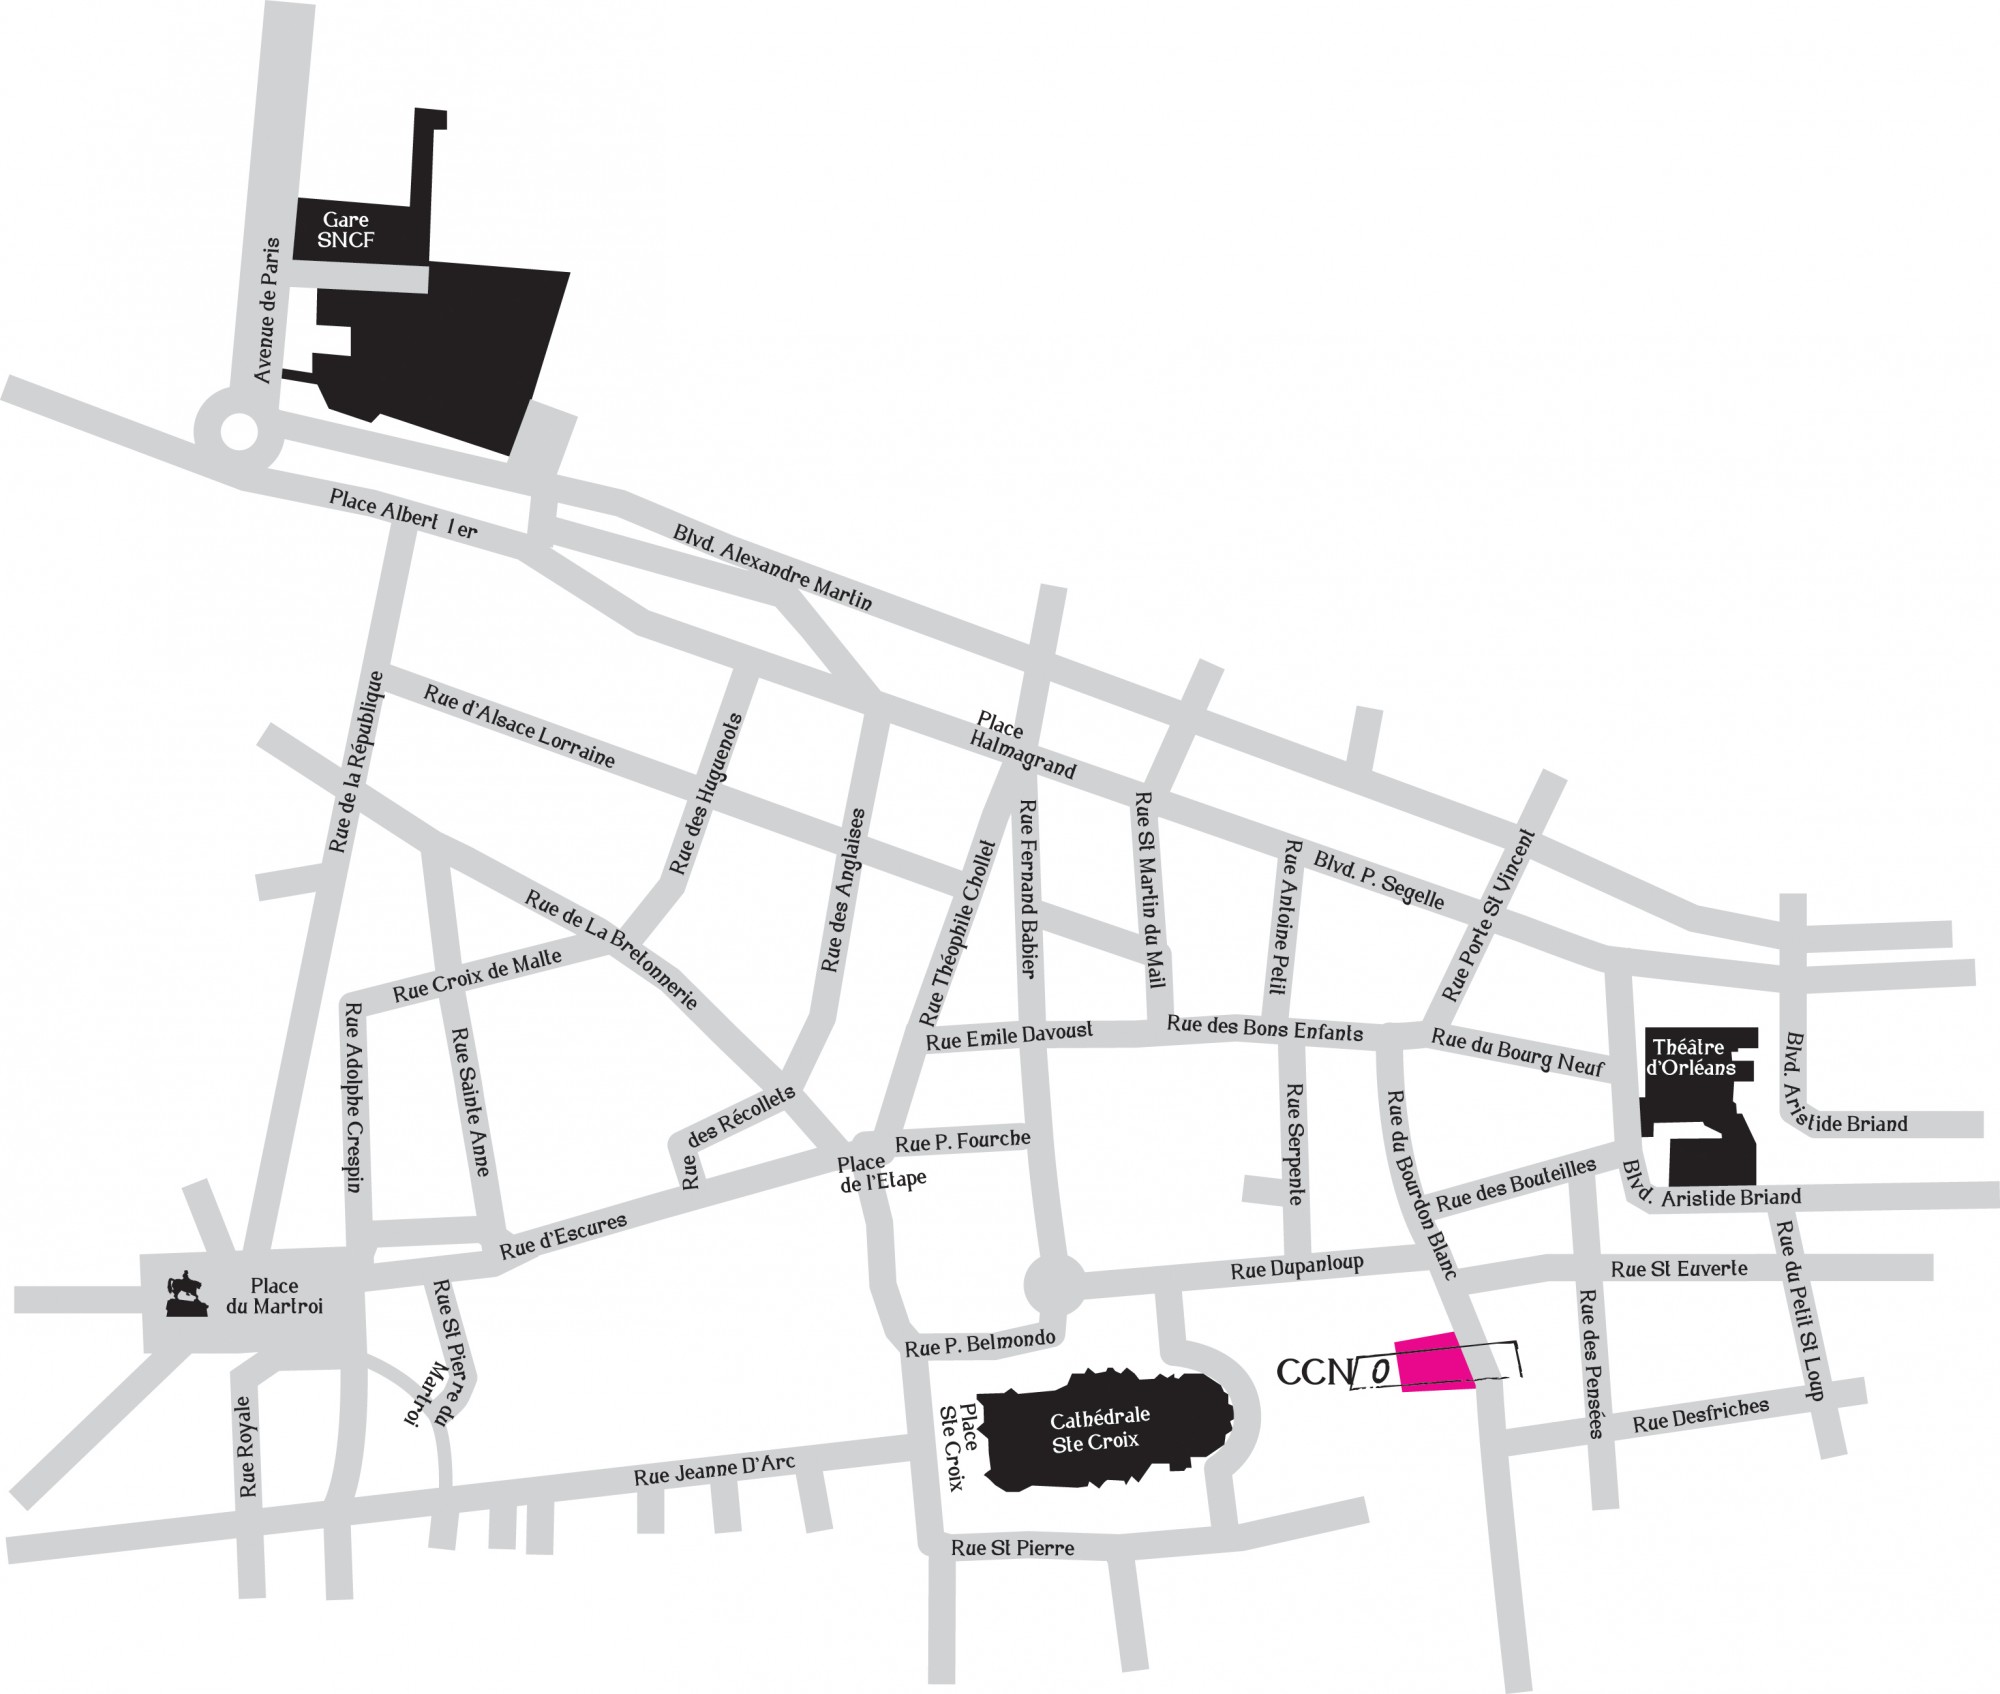 Gare
SNCF
Avenue de Paris
Place Albert 1er
Blvd. Alexandre Martin
Rue de la République
Rue d'Alsace Lorraine
Rue des Huguenots
Place
Halmagrand
Rue des Anglaises
Rue Théophile Chollet
Rue Fernand Babier
Rue St Martin du Mail
Rue Antoine Petit
Blvd. P. Segelle
Rue Porte St Vincent
Rue de La Bretonnerie
Rue Croix de Malte
Rue Adolphe Crespin
Rue Sainte Anne
Rue Emile Davoust
Rue des Bons Enfants
Rue du Bourg Neuf
Théâtre
d'Orléans
Blvd. Aristide Briand
Rue des Récollets
Rue P. Fourche
Place
de l'Etape
Rue Serpente
Rue du Bourdon Blanc
Rue des Bouteilles
Blvd. Aristide Briand
Rue d'Escures
Rue Dupanloup
Rue St Euverte
Rue du Petit St Loup
Place
du Martroi
Rue St Pierre du
Martroi
Rue P. Belmondo
CCN O
Rue des Pensées
Rue Desfriches
Rue Royale
Place
Ste Croix
Cathédrale
Ste Croix
Rue Jeanne D'Arc
Rue St Pierre